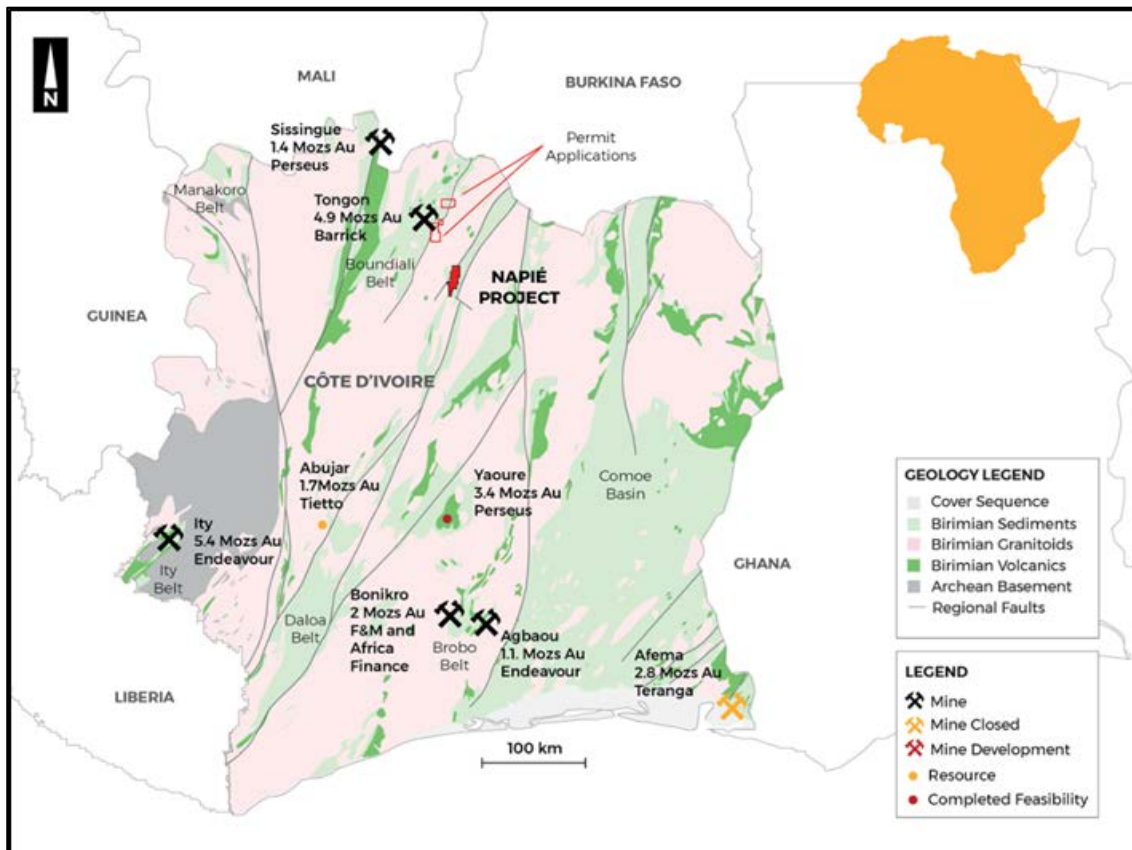 N
MALI
BURKINA FASO
Sissingue
1.4 Mozs Au
Perseus
Permit
Applications
Manakoro
Belt
Tongon
4.9 Mozs Au
Barrick
Boundiali
Belt
NAPIÉ
PROJECT
GUINEA
CÔTE D'IVOIRE
Abujar
1.7Mozs Au
Tietto
Yaoure
3.4 Mozs Au
Perseus
Comoe
Basin
Ity
5.4 Mozs Au
Endeavour
Ity
Belt
GHANA
Daloa
Belt
Bonikro
2 Mozs Au
F&M and
Africa
Finance
Brobo
Belt
Agbaou
1.1. Mozs Au
Endeavour
Afema
2.8 Mozs Au
Teranga
LIBERIA
100 km
GEOLOGY LEGEND
Cover Sequence
Birimian Sediments
Birimian Granitoids
Birimian Volcanics
Archean Basement
Regional Faults
LEGEND
Mine
Mine Closed
Mine Development
Resource
Completed Feasibility